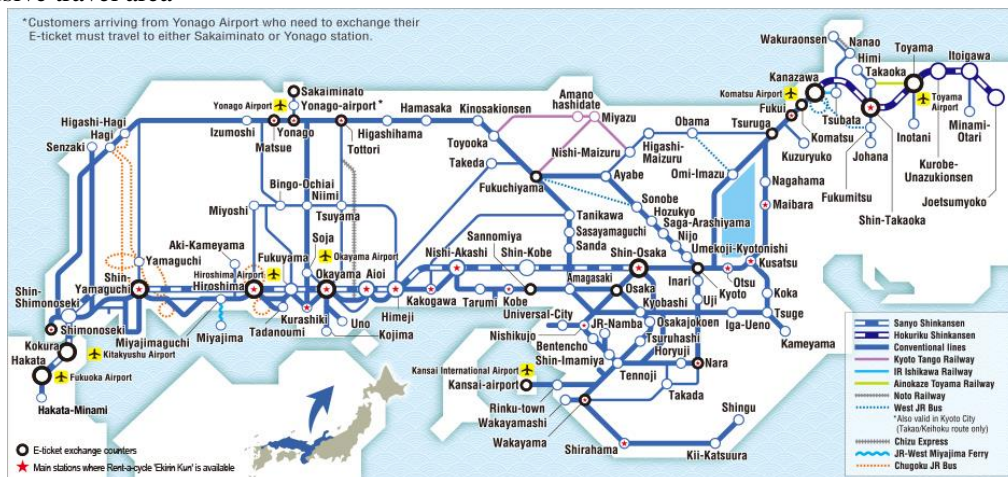 sive travel area
*Customers arriving from Yonago Airport who need to exchange their
E-ticket must travel to either Sakaiminato or Yonago station.
Wakuraonsen
Nanao
Himi
Toyama
Itoigawa
Takaoka
Kanazawa
Komatsu Airport
Toyama
Airport
Fukui
Tsubata
Komatsu
Inotani
Minami-
Otari
Tsuruga
Kuzuryuko
Johana
Kurobe-
Unazukionsen
Fukumitsu
Joetsumyoko
Shin-Takaoka
Sakaiminato
Yonago Airport
Yonago-airport*
Izumoshi
Yonago
Matsue
Tottori
Higashihama
Hamasaka
Kinosakionsen
Amano
hashidate
Miyazu
Obama
Higashi-
Maizuru
Nishi-Maizuru
Omi-Imazu
Nagahama
Maibara
Higashi-Hagi
Hagi
Senzaki
Toyooka
Takeda
Fukuchiyama
Ayabe
Sonobe
Hozukyo
Saga-Arashiyama
Nijo
Umekoji-Kyotonishi
Kusatsu
Bingo-Ochiai
Niimi
Miyoshi
Tsuyama
Tanikawa
Sasayamaguchi
Sanda
Aki-Kameyama
Soja
Okayama Airport
Fukuyama
Sannomiya
Nishi-Akashi
Shin-Kobe
Shin-Osaka
Yamaguchi
Hiroshima Airport
Okayama
Aioi
Amagasaki
Osaka
Inari
Kyoto
Otsu
Shin-
Yamaguchi
Hiroshima
Kakogawa
Tarumi
Kobe
Kyobashi
Uji
Koka
Tsuge
Shin-
Shimonoseki
Himeji
Universal-City
Osakajokoen
Iga-Ueno
Kameyama
Shimonoseki
Miyajimaguchi
Miyajima
Tadanoumi
Kurashiki
Uno
Kojima
Nishikujo
JR-Namba
Tsuruhashi
Horyuji
Bentencho
Shin-Imamiya
Tennoji
Nara
Kokura
Hakata
Kitakyushu Airport
Fukuoka Airport
Kansai International Airport
Kansai-airport
Takada
Rinku-town
Hakata-Minami
Wakayamashi
Wakayama
Shingu
Shirahama
Kii-Katsuura
E-ticket exchange counters
Main stations where Rent-a-cycle 'Ekirin Kun' is available
Sanyo Shinkansen
Hokuriku Shinkansen
Conventional lines
Kyoto Tango Railway
IR Ishikawa Railway
Ainokaze Toyama Railway
Noto Railway
West JR Bus
*Also valid in Kyoto City
(Takao/Keihoku route only)
Chizu Express
JR-West Miyajima Ferry
Chugoku JR Bus